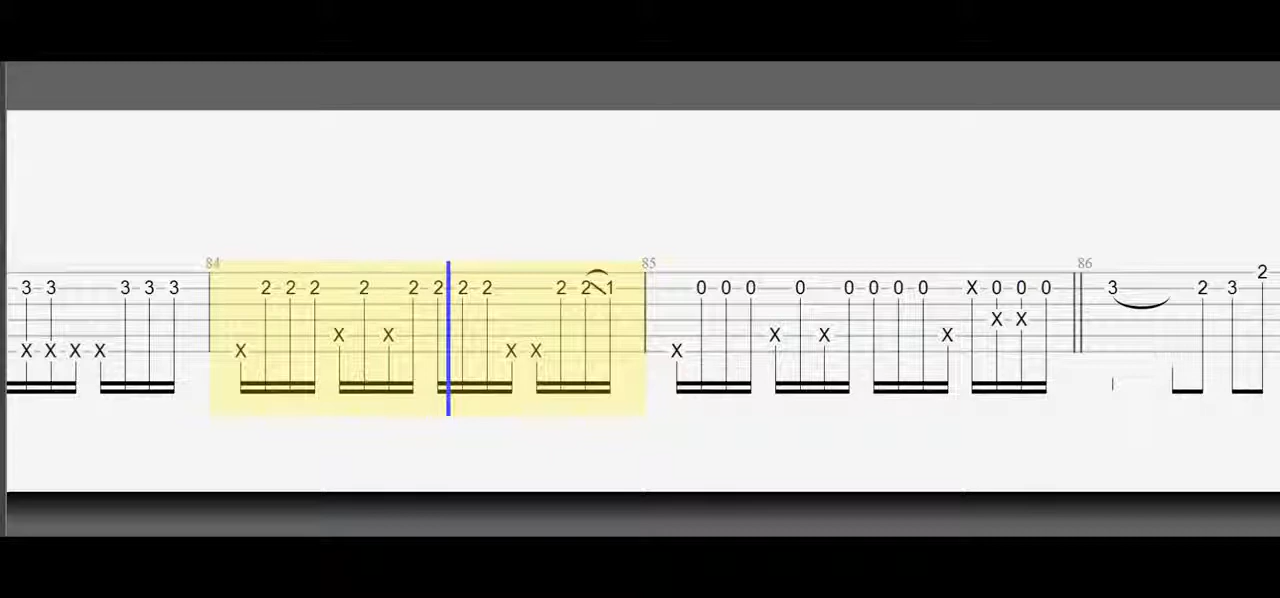 84 85 86
2
3 3 3 3 3 2 2 2 2 2 2 2 2 2 2 1 0 0 0 0 0 0 0 0 X 0 0 0 3 2 3
X X
X X X X X
X X X X X X X X